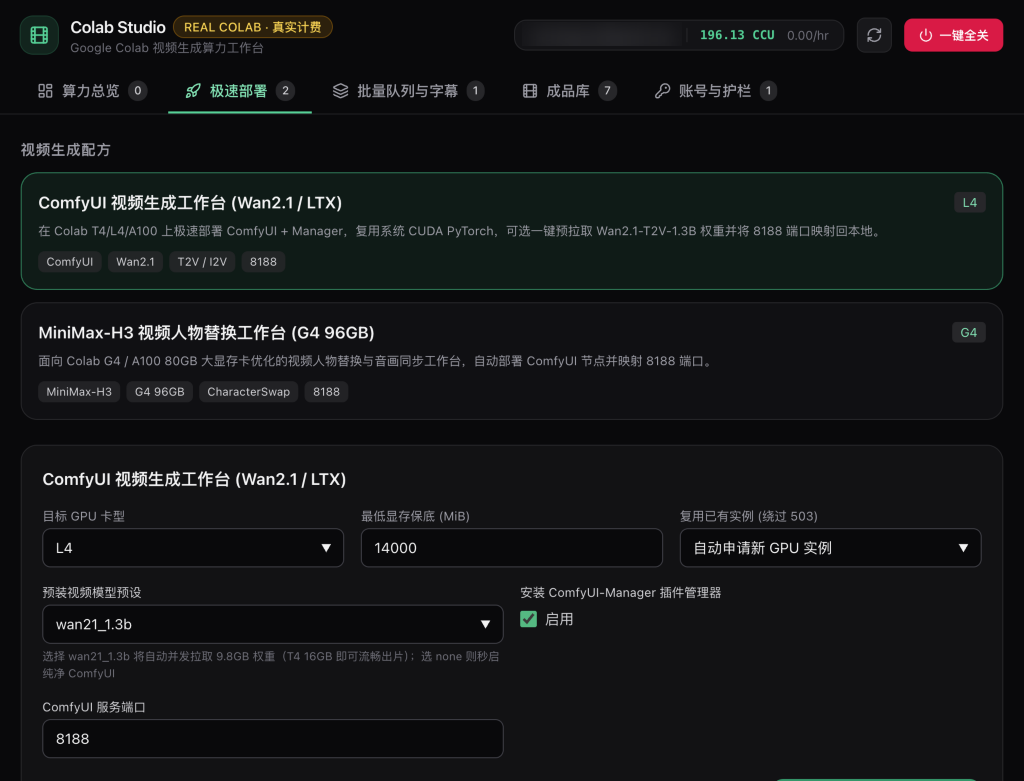 Colab Studio REAL COLAB · 真实计费
Google Colab 视频生成算力工作台
196.13 CCU 0.00/hr
一键全关
算力总览 0
极速部署 2
批量队列与字幕 1
成品库 7
账号与护栏 1
视频生成配方
ComfyUI 视频生成工作台 (Wan2.1 / LTX) L4
在 Colab T4/L4/A100 上极速部署 ComfyUI + Manager，复用系统 CUDA PyTorch，可选一键预拉取 Wan2.1-T2V-1.3B 权重并将 8188 端口映射回本地。
ComfyUI Wan2.1 T2V / I2V 8188
MiniMax-H3 视频人物替换工作台 (G4 96GB) G4
面向 Colab G4 / A100 80GB 大显存卡优化的视频人物替换与音画同步工作台，自动部署 ComfyUI 节点并映射 8188 端口。
MiniMax-H3 G4 96GB CharacterSwap 8188
ComfyUI 视频生成工作台 (Wan2.1 / LTX)
目标 GPU 卡型 最低显存保底 (MiB) 复用已有实例 (绕过 503)
L4 14000 自动申请新 GPU 实例
预装视频模型预设 安装 ComfyUI-Manager 插件管理器
wan21_1.3b 启用
选择 wan21_1.3b 将自动并发拉取 9.8GB 权重（T4 16GB 即可流畅出片）；选 none 则秒启
纯净 ComfyUI
ComfyUI 服务端口
8188